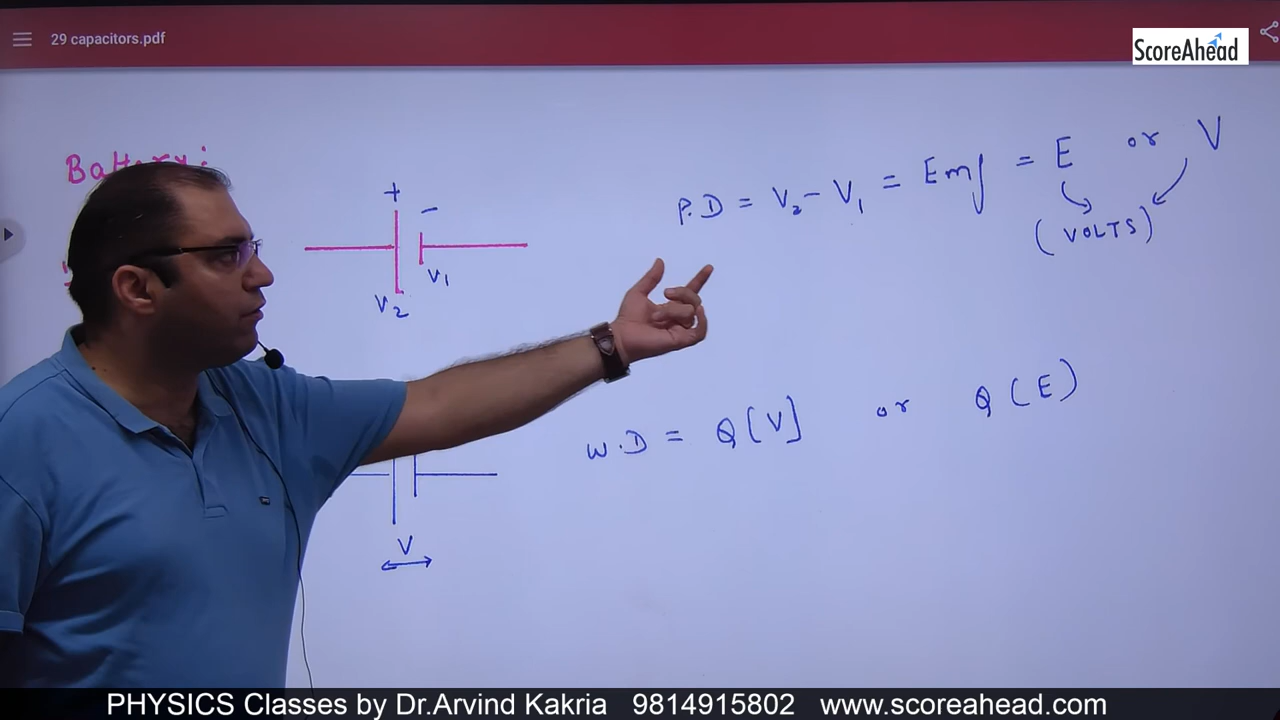 29 capacitors.pdf
ScoreAhead
Battery:
+
-
V₁
V₂
P.D = V₂ - V₁ = Emf = E or V
(VOLTS)
W.D = Q[V] or Q(E)
V
PHYSICS Classes by Dr.Arvind Kakria 9814915802 www.scoreahead.com